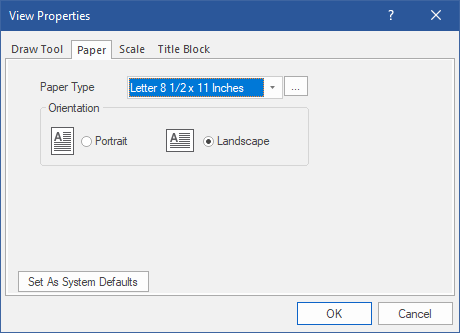 View Properties
Draw Tool Paper Scale Title Block
Paper Type Letter 8 1/2 x 11 Inches ...
Orientation
Portrait Landscape
Set As System Defaults
OK Cancel